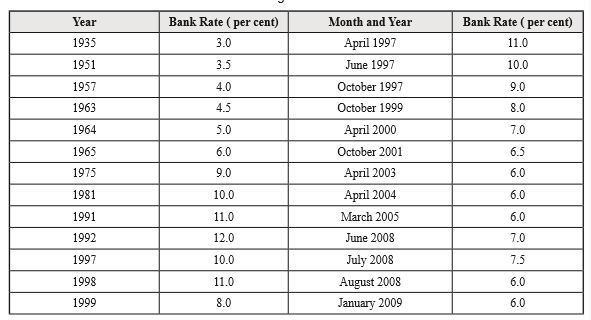 Year Bank Rate ( per cent) Month and Year Bank Rate ( per cent)
1935 3.0 April 1997 11.0
1951 3.5 June 1997 10.0
1957 4.0 October 1997 9.0
1963 4.5 October 1999 8.0
1964 5.0 April 2000 7.0
1965 6.0 October 2001 6.5
1975 9.0 April 2003 6.0
1981 10.0 April 2004 6.0
1991 11.0 March 2005 6.0
1992 12.0 June 2008 7.0
1997 10.0 July 2008 7.5
1998 11.0 August 2008 6.0
1999 8.0 January 2009 6.0